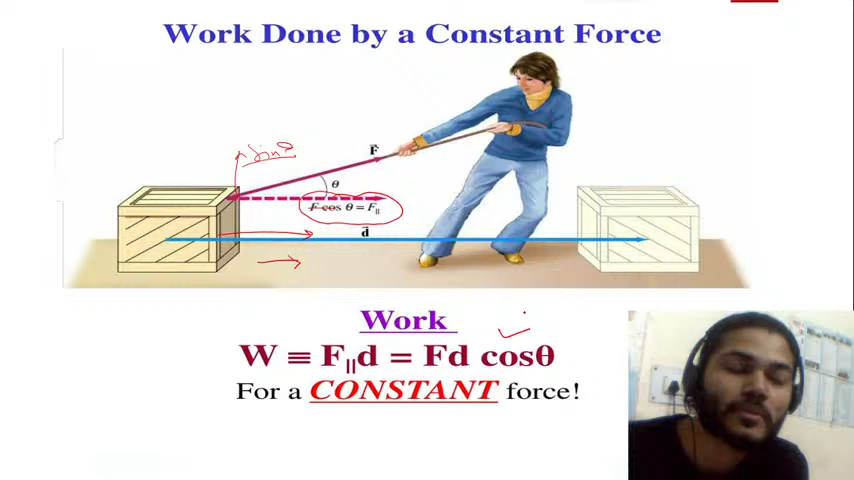 Work Done by a Constant Force
sinθ
F
θ
F cos θ = F||
d
Work
W ≡ F||d = Fd cosθ
For a CONSTANT force!